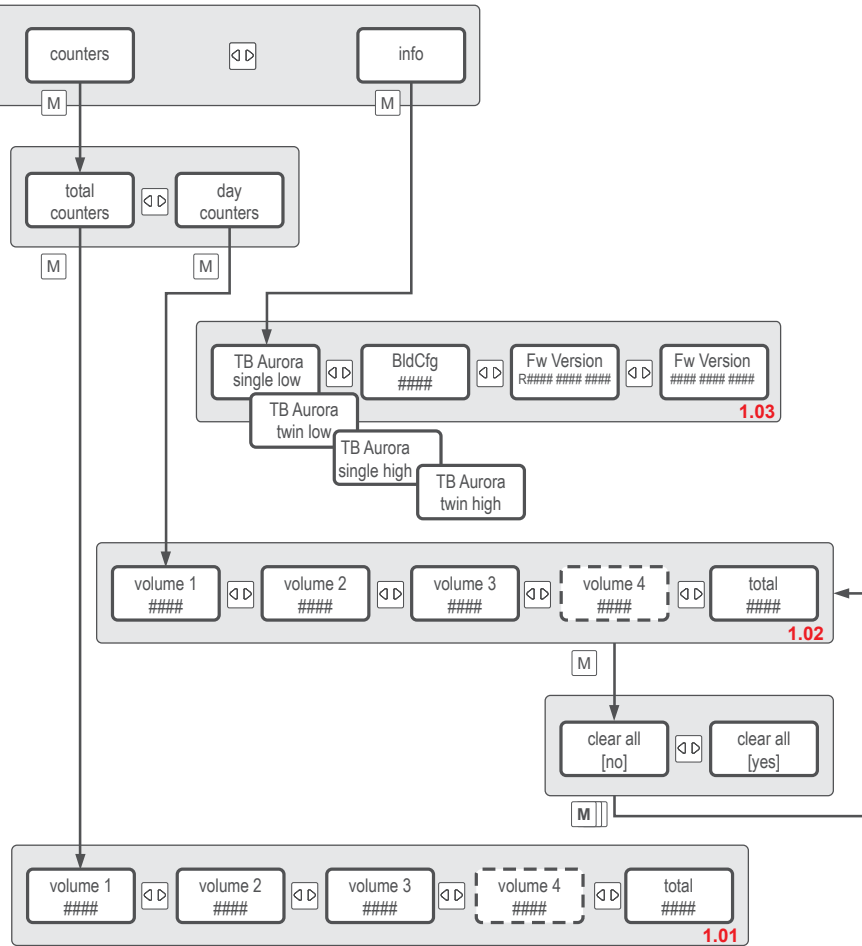 counters
info
M
M
total
counters
day
counters
M
M
TB Aurora
single low
BldCfg
####
Fw Version
R#### #### ####
Fw Version
#### #### ####
1.03
TB Aurora
twin low
TB Aurora
single high
TB Aurora
twin high
volume 1
####
volume 2
####
volume 3
####
volume 4
####
total
####
1.02
M
clear all
[no]
clear all
[yes]
M
volume 1
####
volume 2
####
volume 3
####
volume 4
####
total
####
1.01